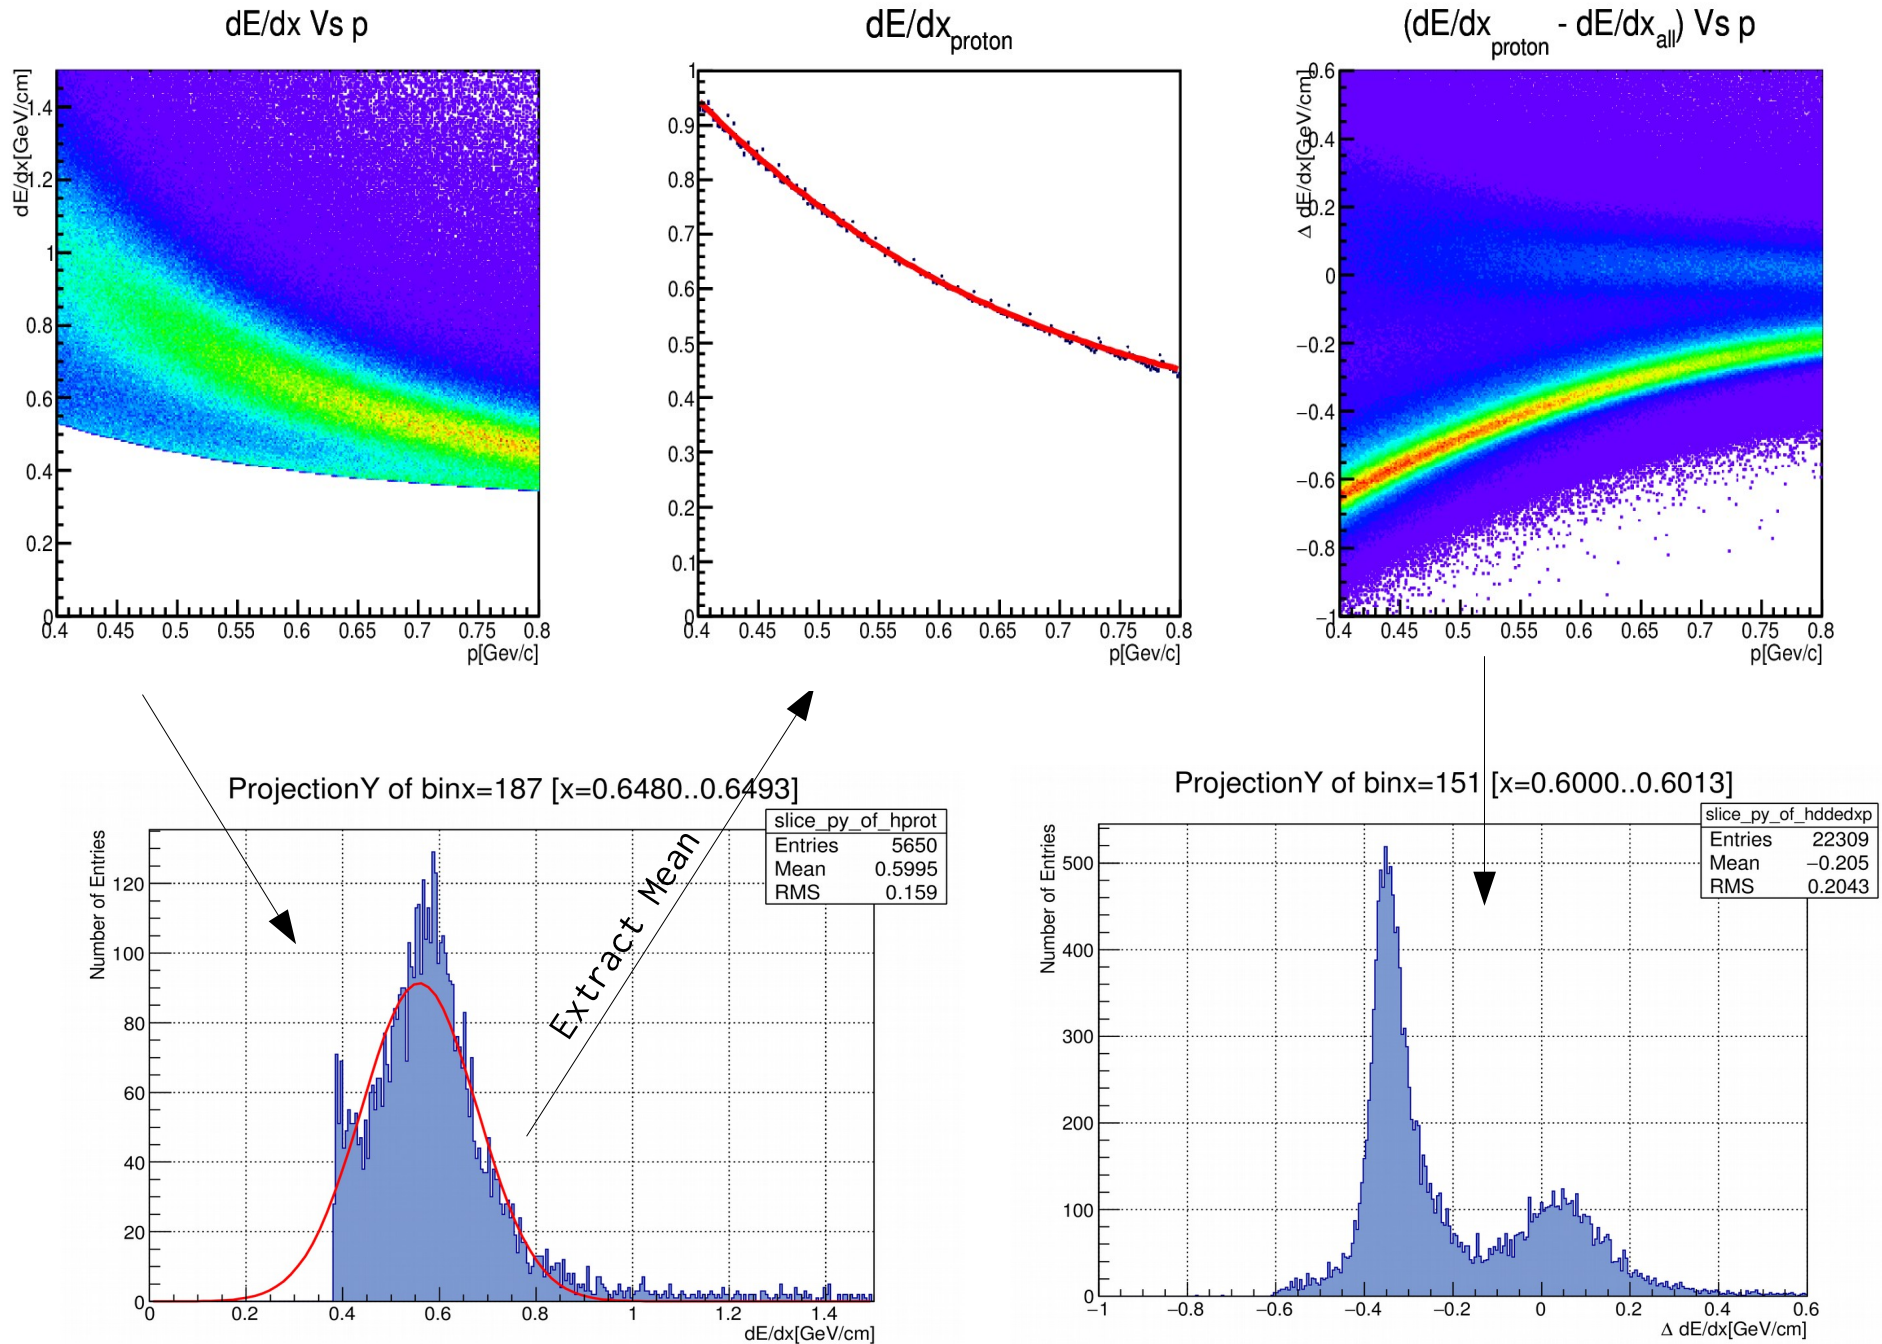 dE/dx Vs p
dE/dx[GeV/cm]
1.4
1.2
1
0.8
0.6
0.4
0.2
0
0.4 0.45 0.5 0.55 0.6 0.65 0.7 0.75 0.8
p[Gev/c]
dE/dxproton
1
0.9
0.8
0.7
0.6
0.5
0.4
0.3
0.2
0.1
0
0.4 0.45 0.5 0.55 0.6 0.65 0.7 0.75 0.8
p[Gev/c]
(dE/dxproton - dE/dxall) Vs p
Δ dE/dx[GeV/cm]
0.6
0.4
0.2
0
−0.2
−0.4
−0.6
−0.8
−1
0.4 0.45 0.5 0.55 0.6 0.65 0.7 0.75 0.8
p[Gev/c]
ProjectionY of binx=187 [x=0.6480..0.6493]
slice_py_of_hprot
Entries 5650
Mean 0.5995
RMS 0.159
Number of Entries
120
100
80
60
40
20
0
0 0.2 0.4 0.6 0.8 1 1.2 1.4
dE/dx[GeV/cm]
Extract Mean
ProjectionY of binx=151 [x=0.6000..0.6013]
slice_py_of_hddedxp
Entries 22309
Mean −0.205
RMS 0.2043
Number of Entries
500
400
300
200
100
0
−1 −0.8 −0.6 −0.4 −0.2 0 0.2 0.4 0.6
Δ dE/dx[GeV/cm]